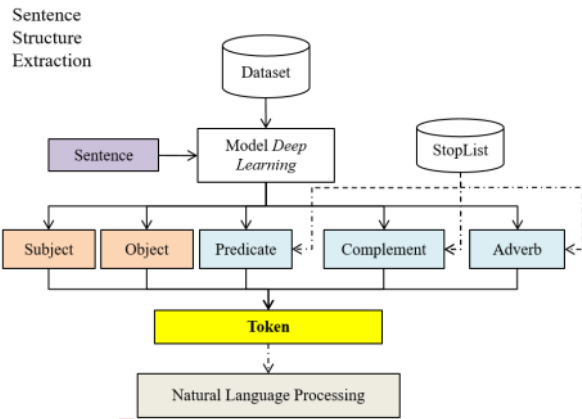 Sentence
Structure
Extraction
Dataset
Sentence
Model Deep
Learning
StopList
Subject
Object
Predicate
Complement
Adverb
Token
Natural Language Processing